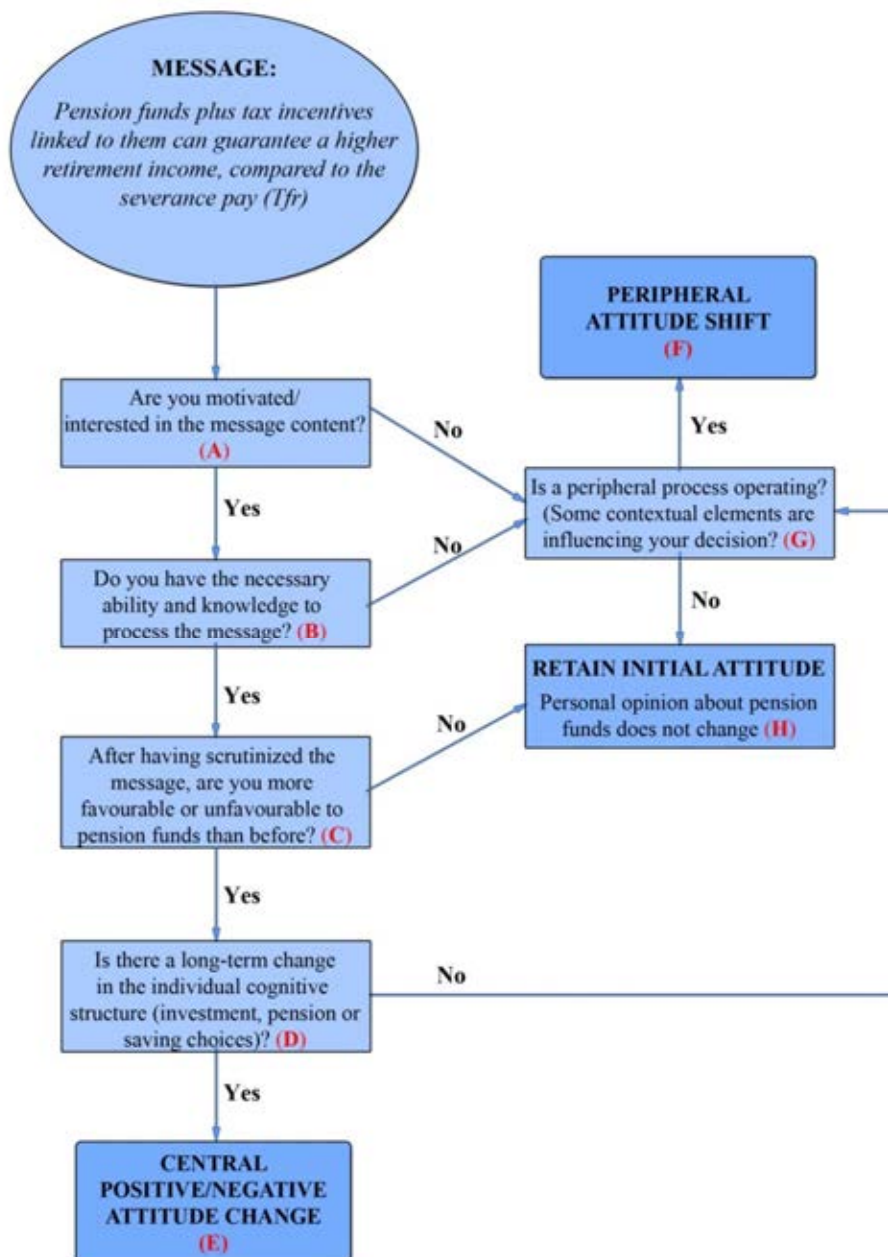 MESSAGE:
Pension funds plus tax incentives
linked to them can guarantee a higher
retirement income, compared to the
severance pay (Tfr)
PERIPHERAL
ATTITUDE SHIFT
(F)
Are you motivated/
interested in the message content?
(A)
No
Yes
Yes
Is a peripheral process operating?
(Some contextual elements are
influencing your decision? (G)
No
Do you have the necessary
ability and knowledge to
process the message? (B)
No
Yes
RETAIN INITIAL ATTITUDE
Personal opinion about pension
funds does not change (H)
No
After having scrutinized the
message, are you more
favourable or unfavourable to
pension funds than before? (C)
Yes
Is there a long-term change
in the individual cognitive
structure (investment, pension or
saving choices)? (D)
No
Yes
CENTRAL
POSITIVE/NEGATIVE
ATTITUDE CHANGE
(E)